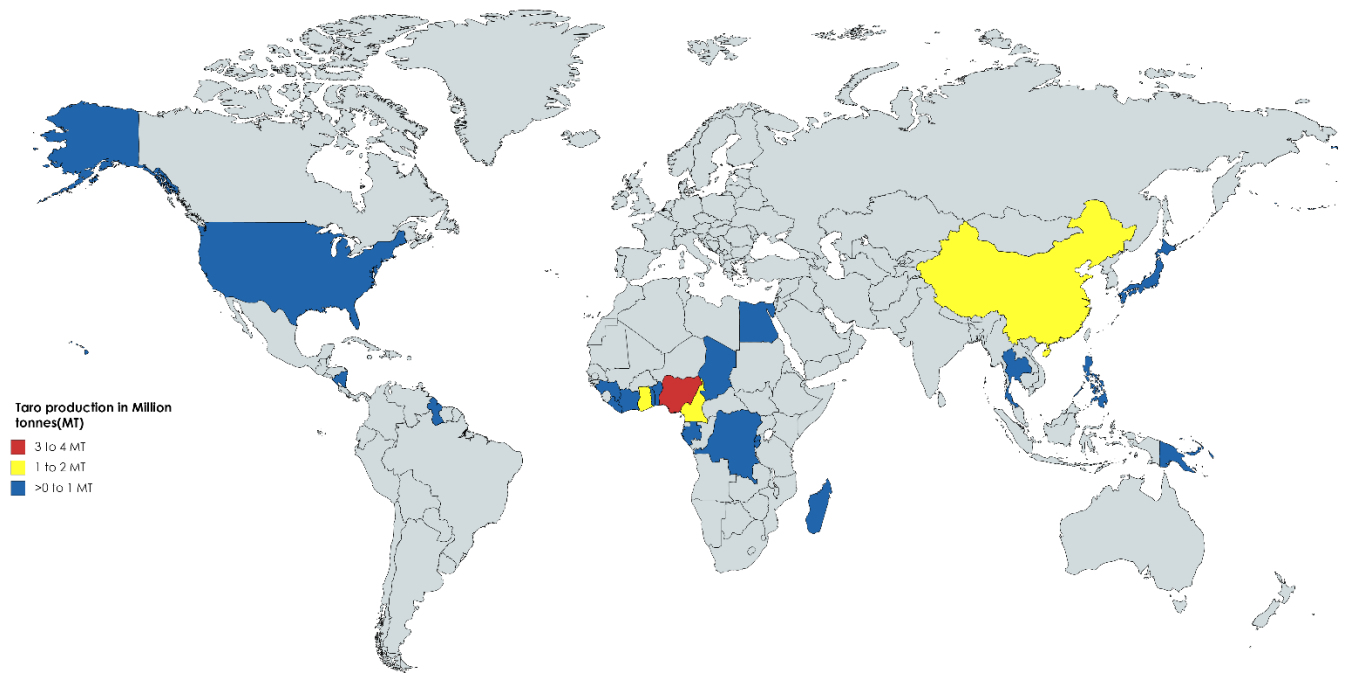 Taro production in Million
tonnes(MT)
3 to 4 MT
1 to 2 MT
>0 to 1 MT